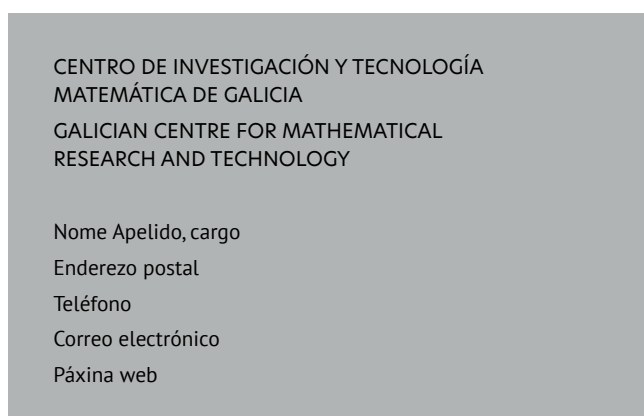 CENTRO DE INVESTIGACIÓN Y TECNOLOGÍA
MATEMÁTICA DE GALICIA
GALICIAN CENTRE FOR MATHEMATICAL
RESEARCH AND TECHNOLOGY
Nome Apelido, cargo
Enderezo postal
Teléfono
Correo electrónico
Páxina web